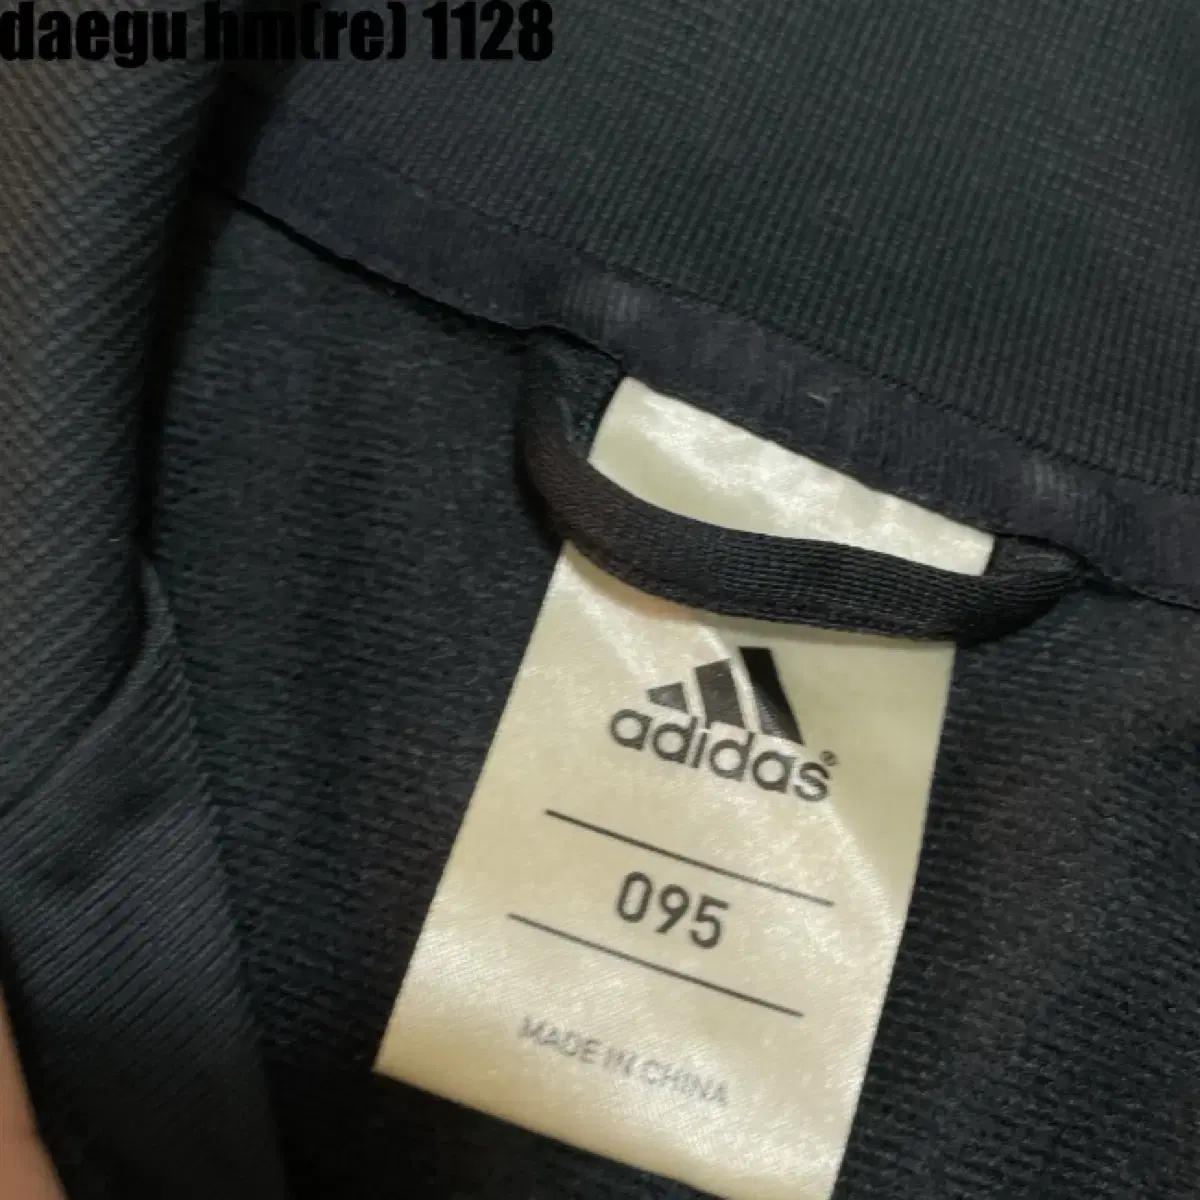 daegu hm(re) 1128
adidas®
095
MADE IN CHINA